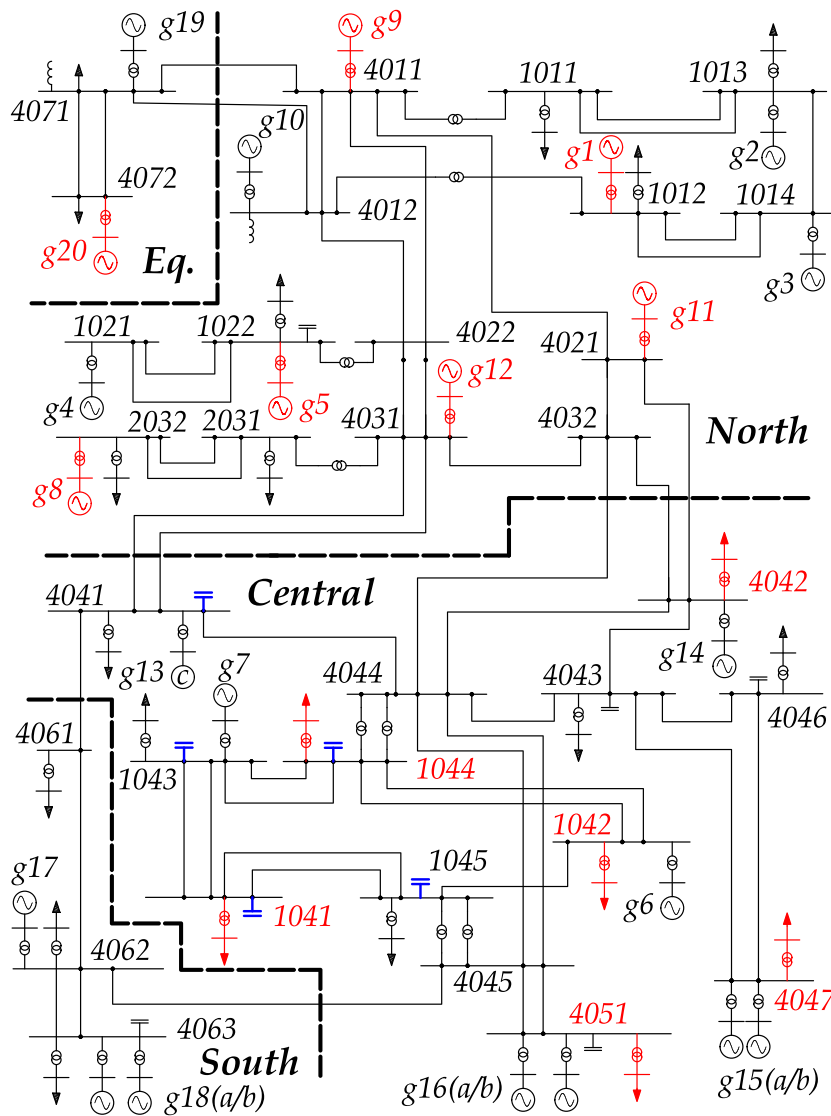 g19
g9
4011
1011
1013
4071
g10
g1
g2
4072
4012
1012
1014
g20
Eq.
g3
g11
1021
1022
4022
4021
g4
g5
g12
2032
2031
4031
4032
North
g8
Central
4041
4042
g13
c
g7
4044
4043
g14
4061
1043
1044
4046
1042
g17
1045
1041
g6
4062
4045
4047
4063
4051
South
g18(a/b)
g16(a/b)
g15(a/b)